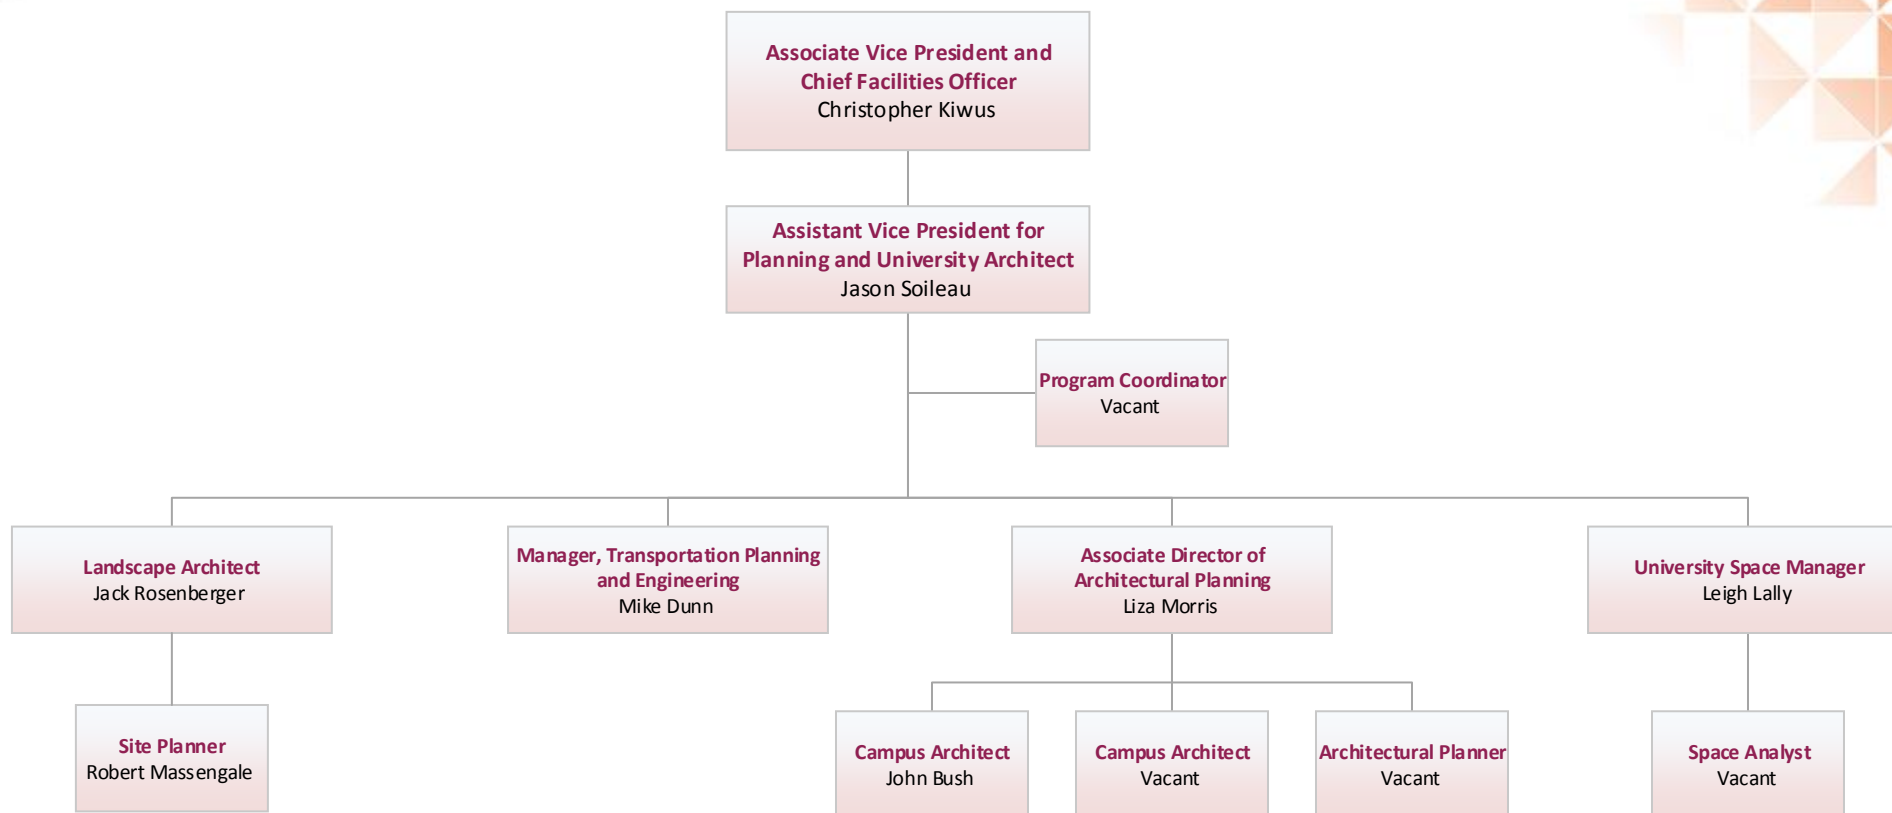 Associate Vice President and
Chief Facilities Officer
Christopher Kiwus
Assistant Vice President for
Planning and University Architect
Jason Soileau
Program Coordinator
Vacant
Landscape Architect
Jack Rosenberger
Manager, Transportation Planning
and Engineering
Mike Dunn
Associate Director of
Architectural Planning
Liza Morris
University Space Manager
Leigh Lally
Site Planner
Robert Massengale
Campus Architect
John Bush
Campus Architect
Vacant
Architectural Planner
Vacant
Space Analyst
Vacant